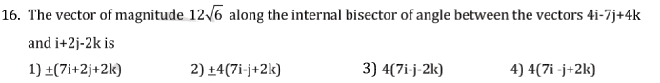 16. The vector of magnitude 12√6 along the internal bisector of angle between the vectors 4i-7j+4k
and i+2j-2k is
1) ±(7i+2j+2k) 2) ±4(7i-j+2k) 3) 4(7i-j-2k) 4) 4(7i -j+2k)